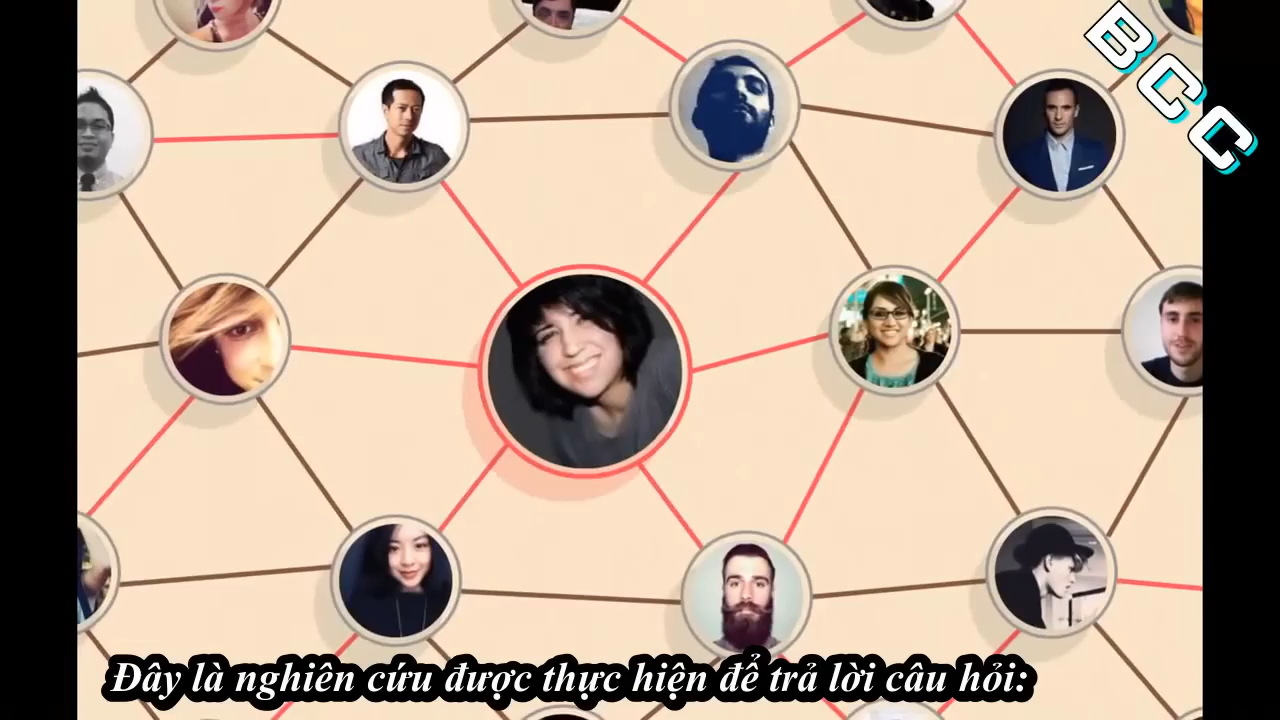 BCC
Đây là nghiên cứu được thực hiện để trả lời câu hỏi: